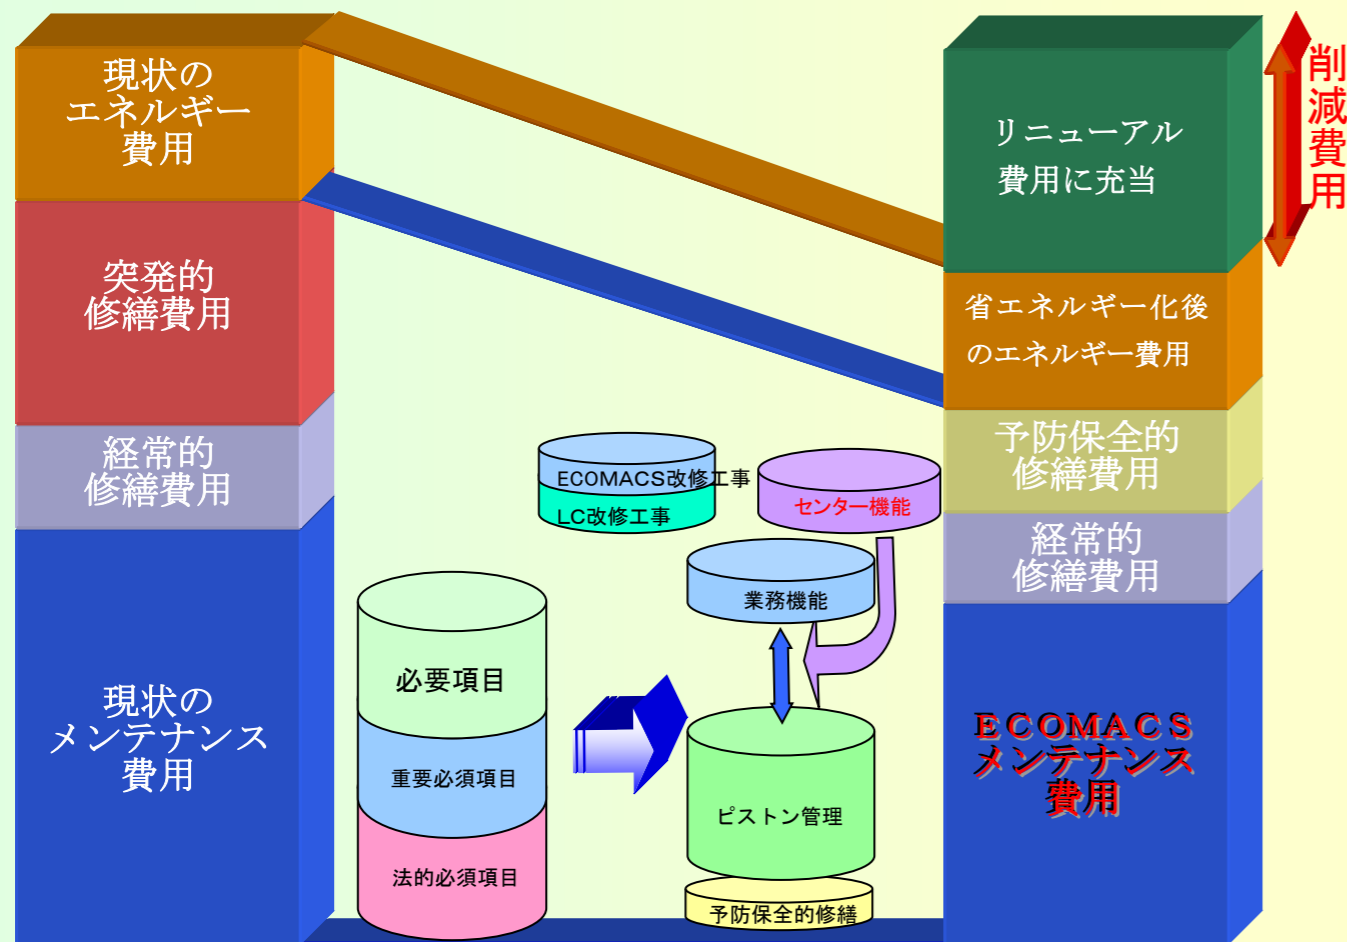 現状の
エネルギー
費用
突発的
修繕費用
経常的
修繕費用
現状の
メンテナンス
費用
必要項目
重要必須項目
法的必須項目
ECOMACS改修工事
LC改修工事
センター機能
業務機能
ピストン管理
予防保全的修繕
リニューアル
費用に充当
省エネルギー化後
のエネルギー費用
予防保全的
修繕費用
経常的
修繕費用
ＥＣＯＭＡＣＳ
メンテナンス
費用
削減費用